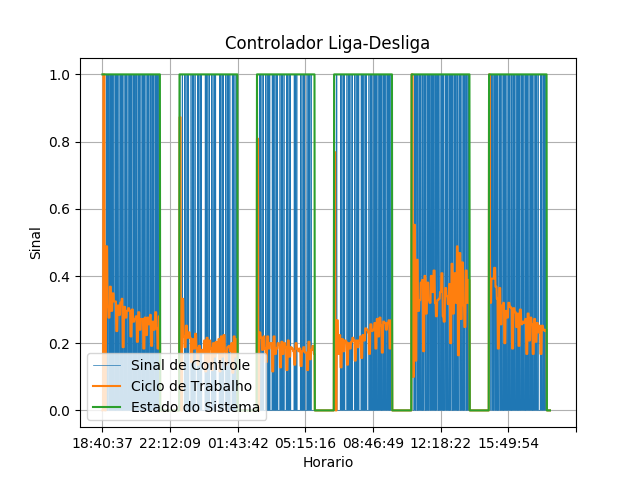 Controlador Liga-Desliga
Sinal
1.0
0.8
0.6
0.4
0.2
0.0
Sinal de Controle
Ciclo de Trabalho
Estado do Sistema
18:40:37 22:12:09 01:43:42 05:15:16 08:46:49 12:18:22 15:49:54
Horario